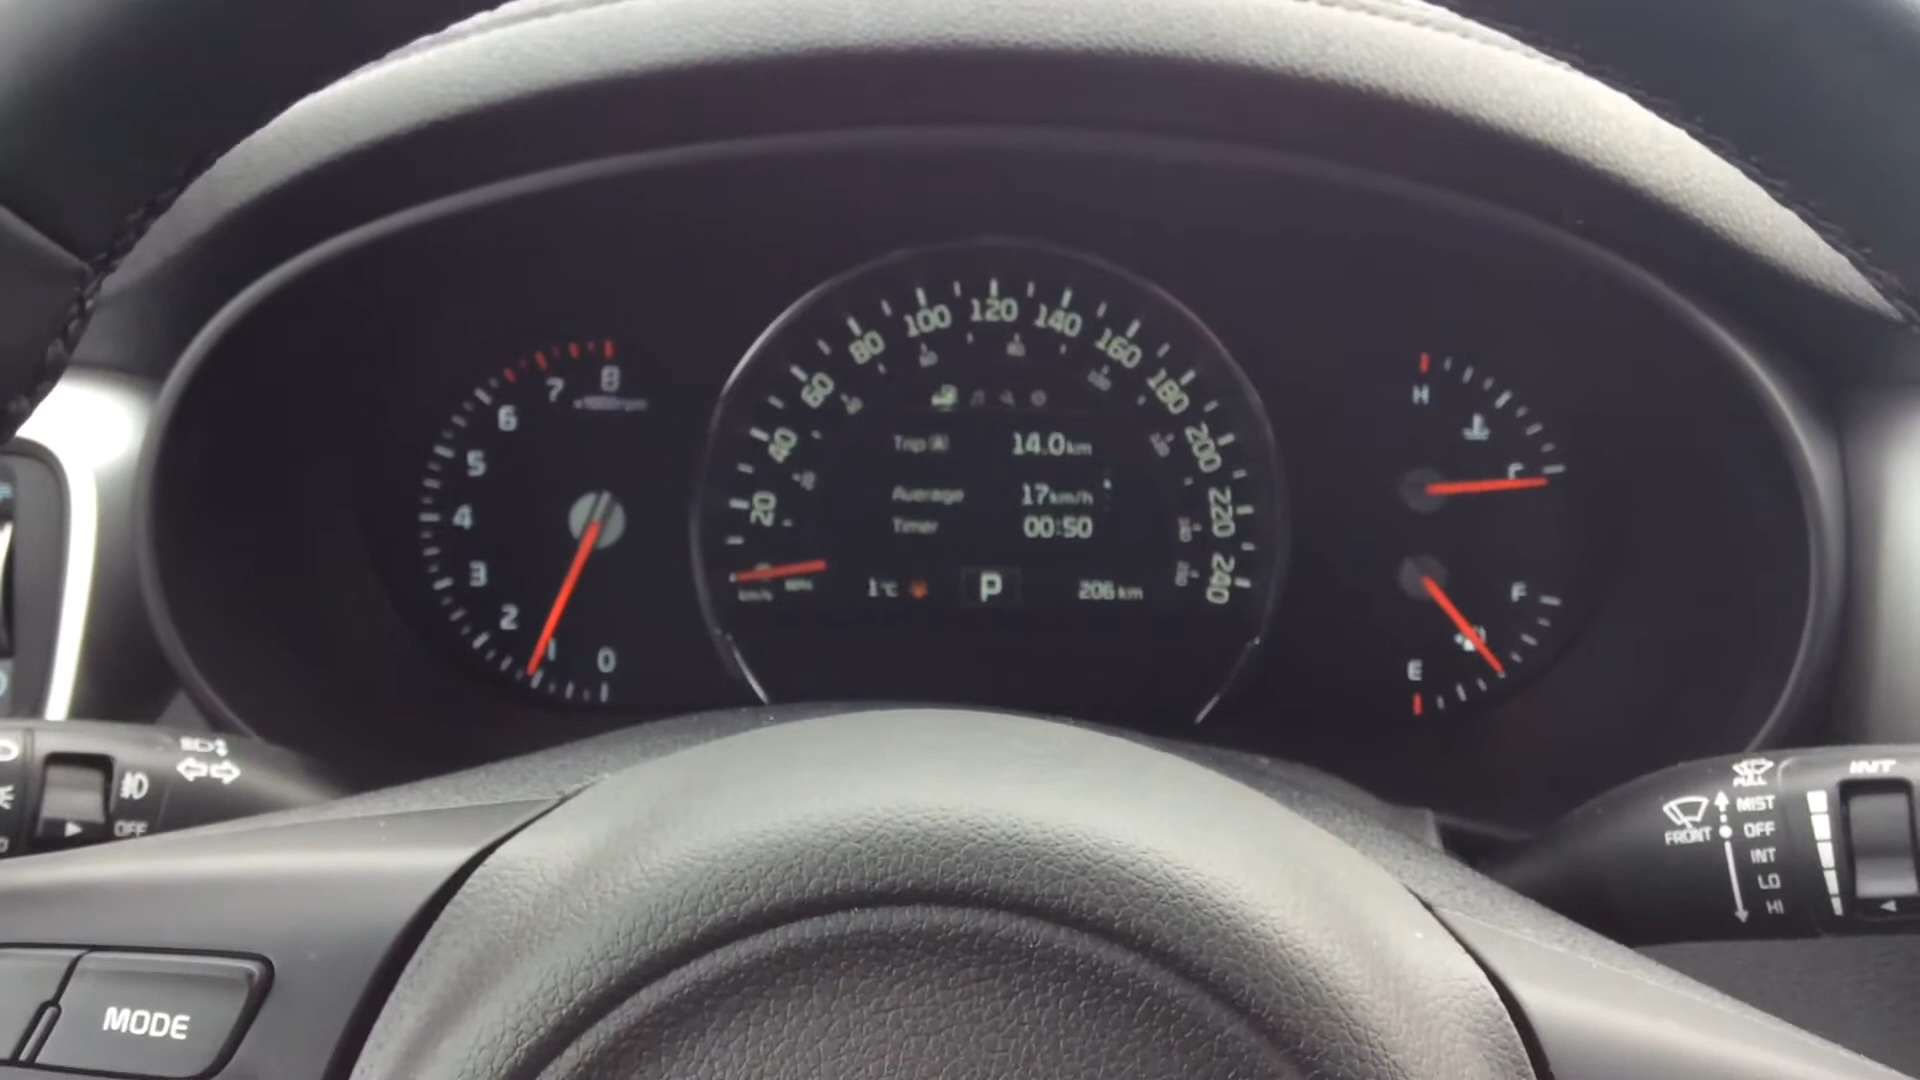 8
7
x1000rpm
6
5
4
3
2
1
0
20
40
60
80
100
120
140
160
180
200
220
240
km/h
Trip A 14.0km
Average 17km/h
Timer 00:50
1°C P 206km
H
C
F
E
OFF
MODE
PULL
FRONT
MIST
OFF
INT
LO
HI
INT